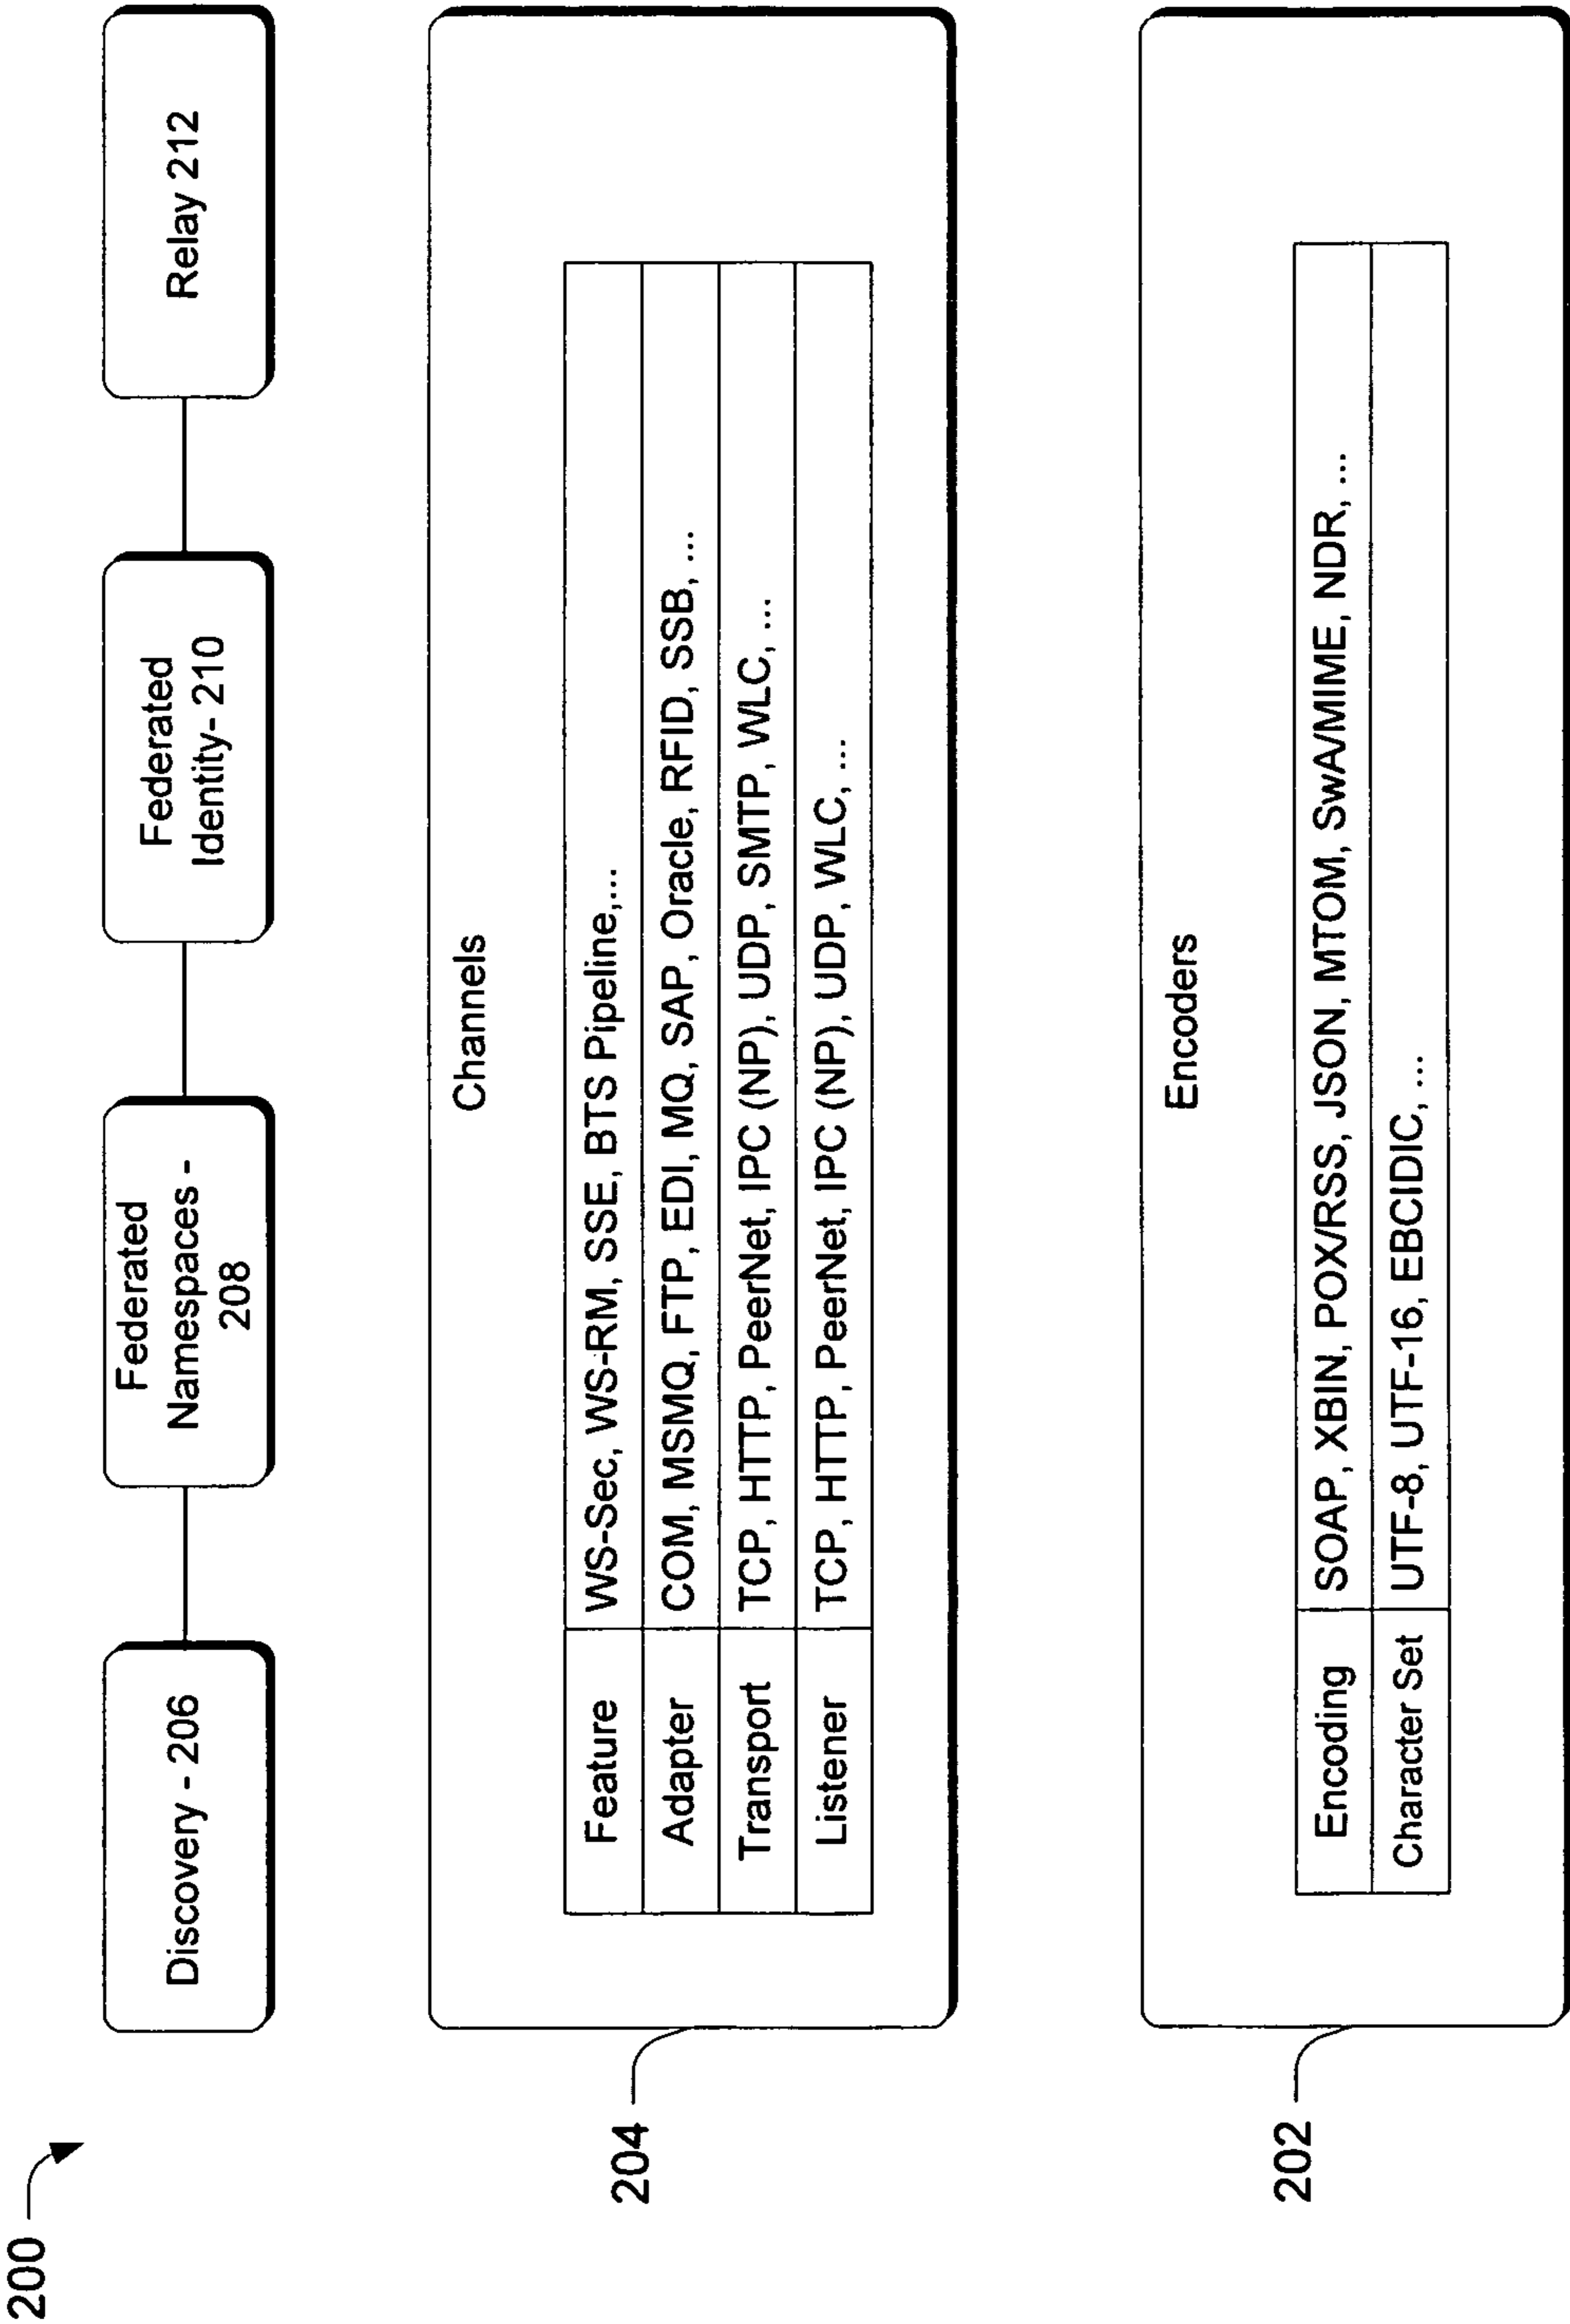 200
Discovery - 206
Federated
Namespaces -
208
Federated
Identity- 210
Relay 212
204
Channels
Feature WS-Sec, WS-RM, SSE, BTS Pipeline,...
Adapter COM, MSMQ, FTP, EDI, MQ, SAP, Oracle, RFID, SSB, ...
Transport TCP, HTTP, PeerNet, IPC (NP), UDP, SMTP, WLC, ...
Listener TCP, HTTP, PeerNet, IPC (NP), UDP, WLC, ...
202
Encoders
Encoding SOAP, XBIN, POX/RSS, JSON, MTOM, SwA/MIME, NDR, ...
Character Set UTF-8, UTF-16, EBCIDIC, ...